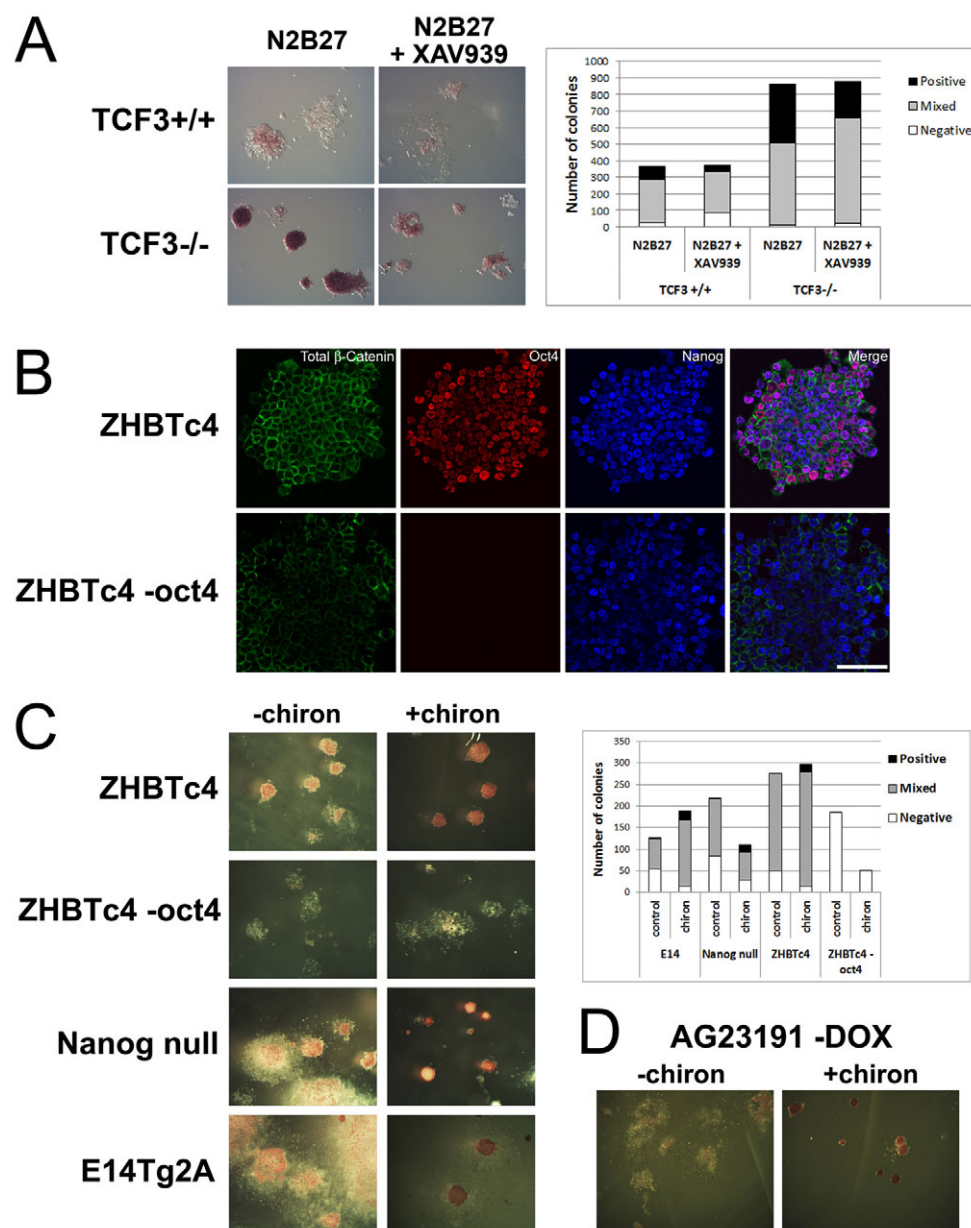 A
N2B27
N2B27
+ XAV939
TCF3+/+
TCF3-/-
Number of colonies
1000
900
800
700
600
500
400
300
200
100
0
N2B27
N2B27 +
XAV939
N2B27
N2B27 +
XAV939
TCF3 +/+
TCF3-/-
Positive
Mixed
Negative
B
Total β-Catenin
Oct4
Nanog
Merge
ZHBTc4
ZHBTc4 -oct4
C
-chiron
+chiron
ZHBTc4
ZHBTc4 -oct4
Nanog null
E14Tg2A
Number of colonies
350
300
250
200
150
100
50
0
control
chiron
control
chiron
control
chiron
control
chiron
E14
Nanog null
ZHBTc4
ZHBTc4 -
oct4
Positive
Mixed
Negative
D
AG23191 -DOX
-chiron
+chiron